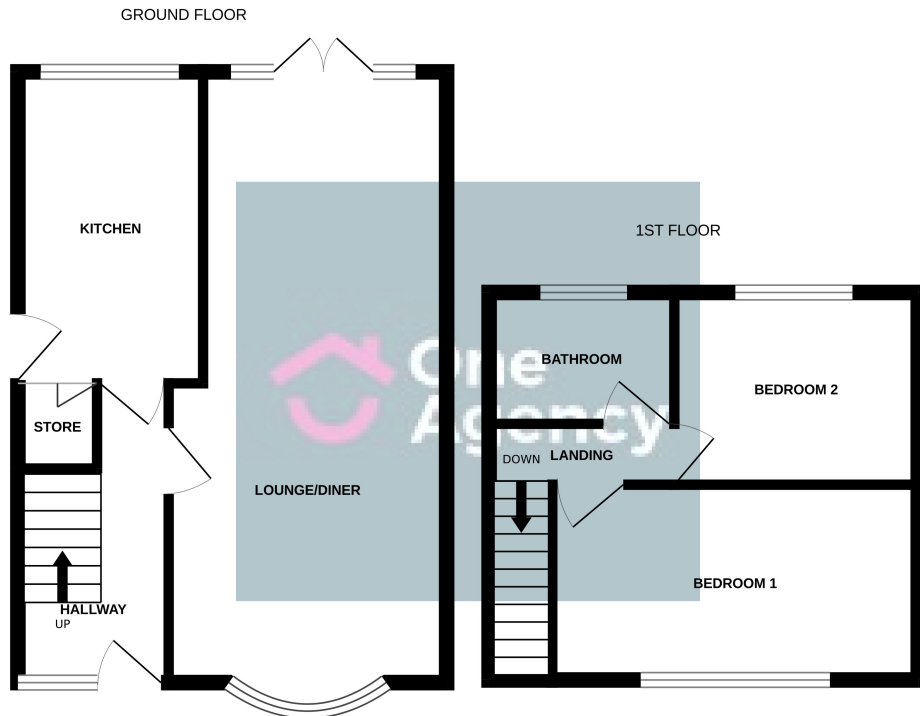 GROUND FLOOR
KITCHEN
STORE
LOUNGE/DINER
HALLWAY
UP
1ST FLOOR
BATHROOM
BEDROOM 2
LANDING
DOWN
BEDROOM 1
One
Agency